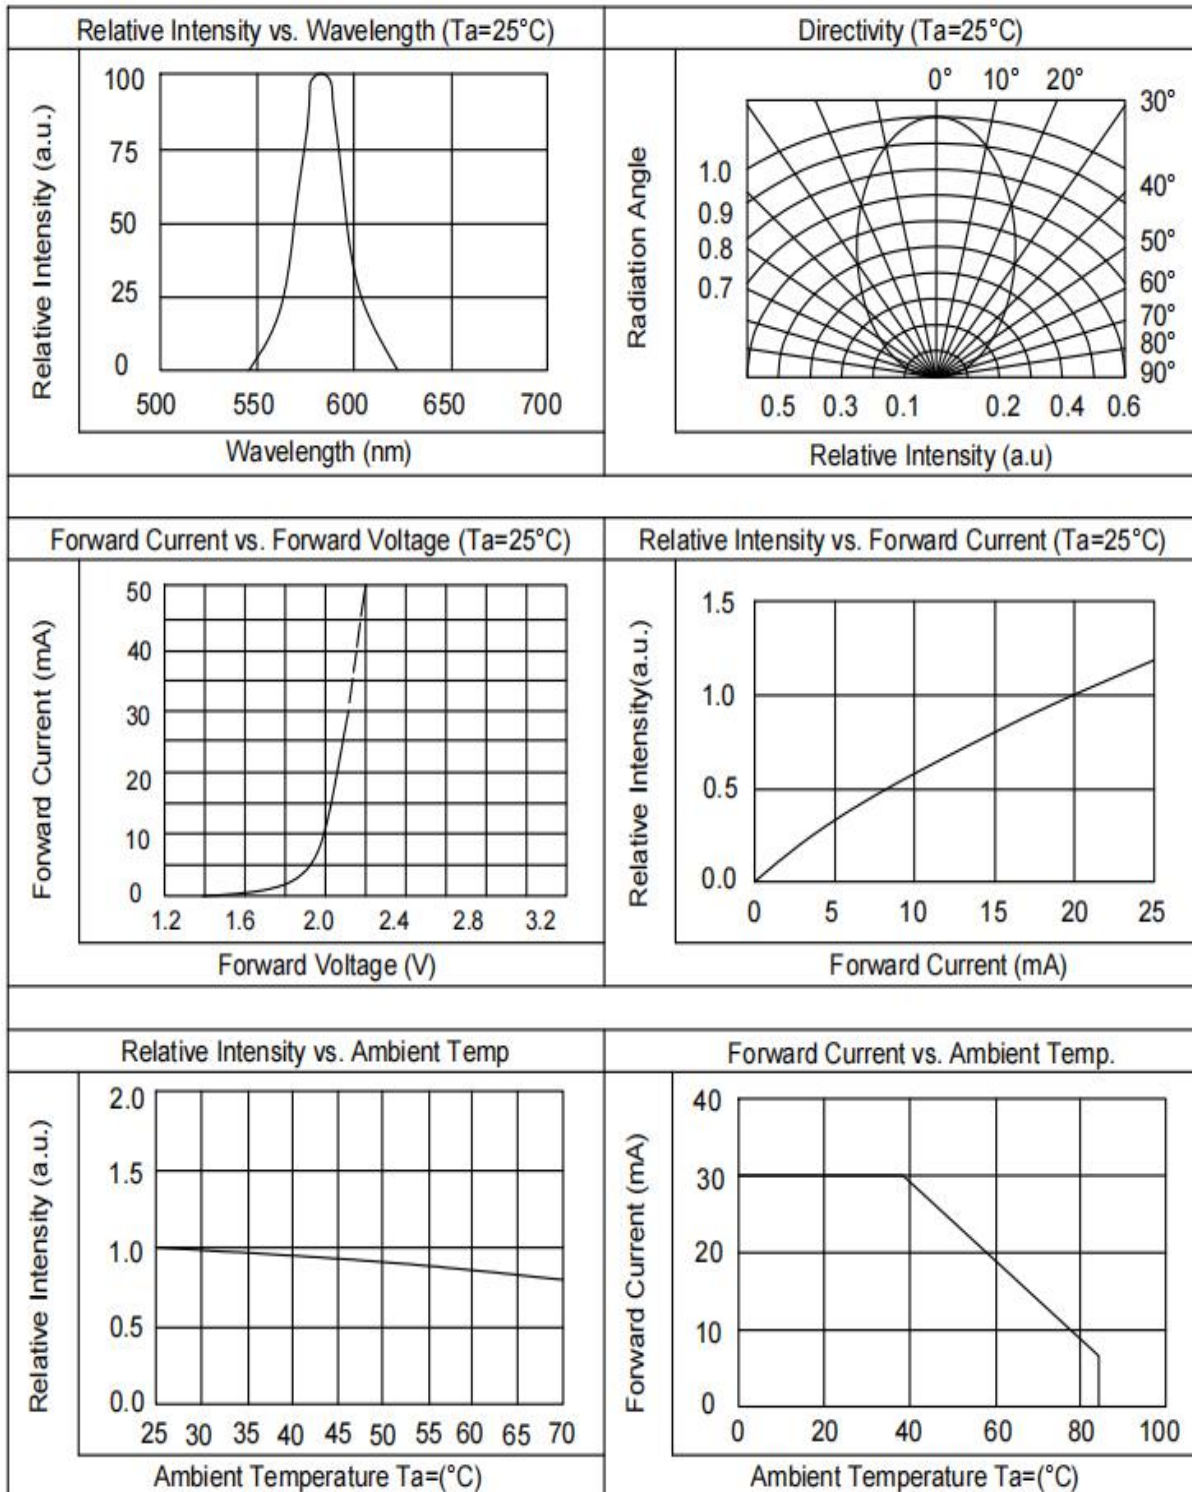 Relative Intensity vs. Wavelength (Ta=25°C)
Relative Intensity (a.u.)
100
75
50
25
0
500 550 600 650 700
Wavelength (nm)
Directivity (Ta=25°C)
Radiation Angle
0° 10° 20°
30°
40°
50°
60°
70°
80°
90°
1.0
0.9
0.8
0.7
0.5 0.3 0.1 0.2 0.4 0.6
Relative Intensity (a.u)
Forward Current vs. Forward Voltage (Ta=25°C)
Forward Current (mA)
50
40
30
20
10
0
1.2 1.6 2.0 2.4 2.8 3.2
Forward Voltage (V)
Relative Intensity vs. Forward Current (Ta=25°C)
Relative Intensity(a.u.)
1.5
1.0
0.5
0.0
0 5 10 15 20 25
Forward Current (mA)
Relative Intensity vs. Ambient Temp
Relative Intensity (a.u.)
2.0
1.5
1.0
0.5
0.0
25 30 35 40 45 50 55 60 65 70
Ambient Temperature Ta=(°C)
Forward Current vs. Ambient Temp.
Forward Current (mA)
40
30
20
10
0
0 20 40 60 80 100
Ambient Temperature Ta=(°C)